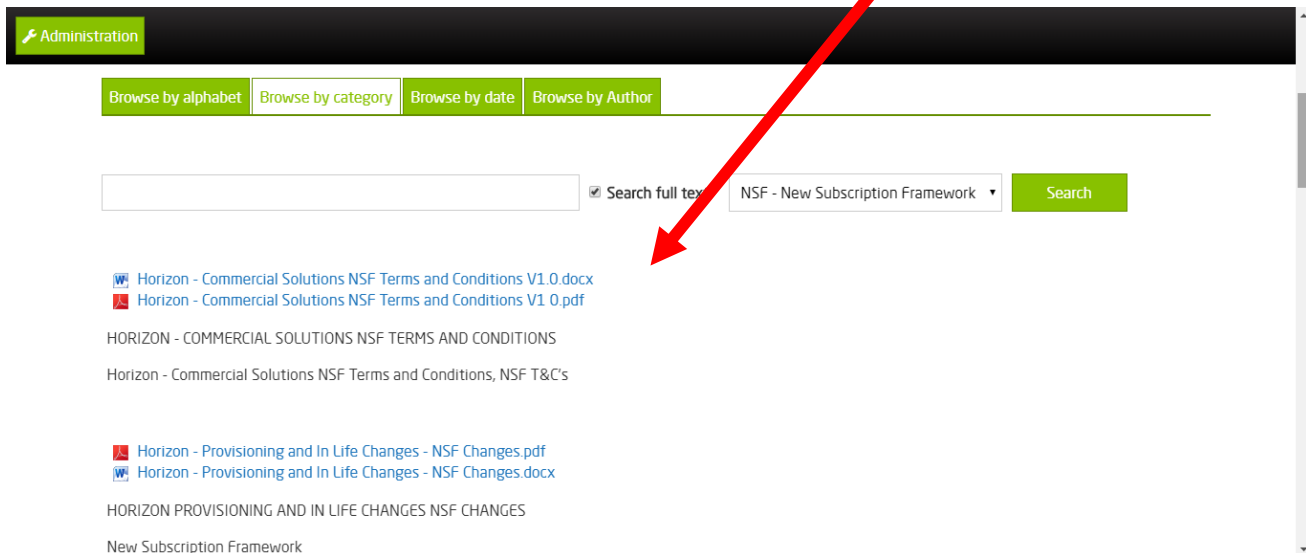 Administration
Browse by alphabet Browse by category Browse by date Browse by Author
Search full tex NSF - New Subscription Framework Search
Horizon - Commercial Solutions NSF Terms and Conditions V1.0.docx
Horizon - Commercial Solutions NSF Terms and Conditions V1 0.pdf
HORIZON - COMMERCIAL SOLUTIONS NSF TERMS AND CONDITIONS
Horizon - Commercial Solutions NSF Terms and Conditions, NSF T&C's
Horizon - Provisioning and In Life Changes - NSF Changes.pdf
Horizon - Provisioning and In Life Changes - NSF Changes.docx
HORIZON PROVISIONING AND IN LIFE CHANGES NSF CHANGES
New Subscription Framework